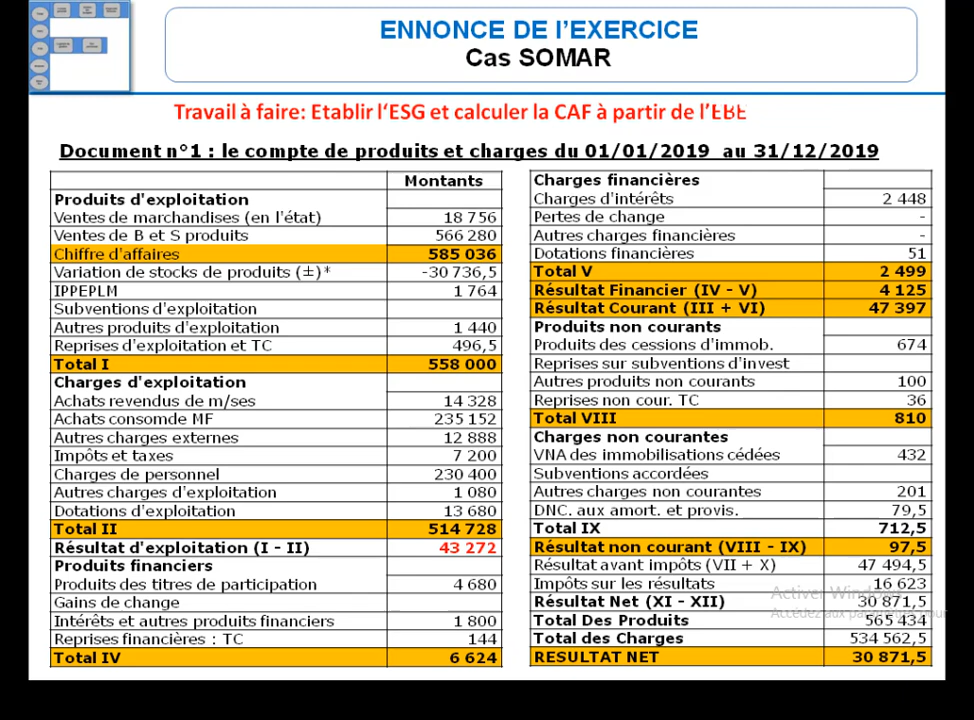 ENNONCE DE l'EXERCICE
Cas SOMAR
Travail à faire: Etablir l'ESG et calculer la CAF à partir de l'EBE
Document n°1 : le compte de produits et charges du 01/01/2019 au 31/12/2019
Montants
Produits d'exploitation
Ventes de marchandises (en l'état) 18 756
Ventes de B et S produits 566 280
Chiffre d'affaires 585 036
Variation de stocks de produits (±)* -30 736,5
IPPEPLM 1 764
Subventions d'exploitation
Autres produits d'exploitation 1 440
Reprises d'exploitation et TC 496,5
Total I 558 000
Charges d'exploitation
Achats revendus de m/ses 14 328
Achats consomde MF 235 152
Autres charges externes 12 888
Impôts et taxes 7 200
Charges de personnel 230 400
Autres charges d'exploitation 1 080
Dotations d'exploitation 13 680
Total II 514 728
Résultat d'exploitation (I - II) 43 272
Produits financiers
Produits des titres de participation 4 680
Gains de change
Intérêts et autres produits financiers 1 800
Reprises financières : TC 144
Total IV 6 624
Charges financières
Charges d'intérêts 2 448
Pertes de change -
Autres charges financières -
Dotations financières 51
Total V 2 499
Résultat Financier (IV - V) 4 125
Résultat Courant (III + VI) 47 397
Produits non courants
Produits des cessions d'immob. 674
Reprises sur subventions d'invest
Autres produits non courants 100
Reprises non cour. TC 36
Total VIII 810
Charges non courantes
VNA des immobilisations cédées 432
Subventions accordées
Autres charges non courantes 201
DNC. aux amort. et provis. 79,5
Total IX 712,5
Résultat non courant (VIII - IX) 97,5
Résultat avant impôts (VII + X) 47 494,5
Impôts sur les résultats 16 623
Résultat Net (XI - XII) 30 871,5
Total Des Produits 565 434
Total des Charges 534 562,5
RESULTAT NET 30 871,5
Activer Windows
Accédez aux paramètres pour